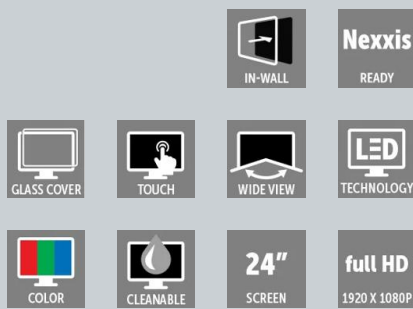 Nexxis
IN-WALL
READY
LED
GLASS COVER
TOUCH
WIDE VIEW
TECHNOLOGY
24"
full HD
COLOR
CLEANABLE
SCREEN
1920 X 1080P